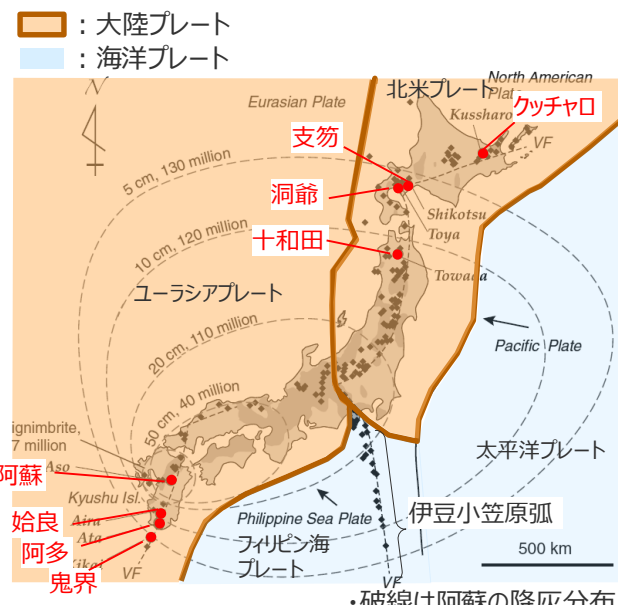 ：大陸プレート
：海洋プレート
北米プレート
North American
Plate
Eurasian Plate
クッチャロ
Kussharo
VF
支笏
5 cm, 130 million
洞爺
Shikotsu
Toya
10 cm, 120 million
十和田
Towada
ユーラシアプレート
20 cm, 110 million
Pacific Plate
50 cm, 40 million
ignimbrite,
7 million
太平洋プレート
Aso
阿蘇
Kyushu Isl.
姶良
Aira
Ata
阿多
Philippine Sea Plate
伊豆小笠原弧
フィリピン海
プレート
500 km
Kikai
鬼界
VF
VF
・破線は阿蘇の降灰分布